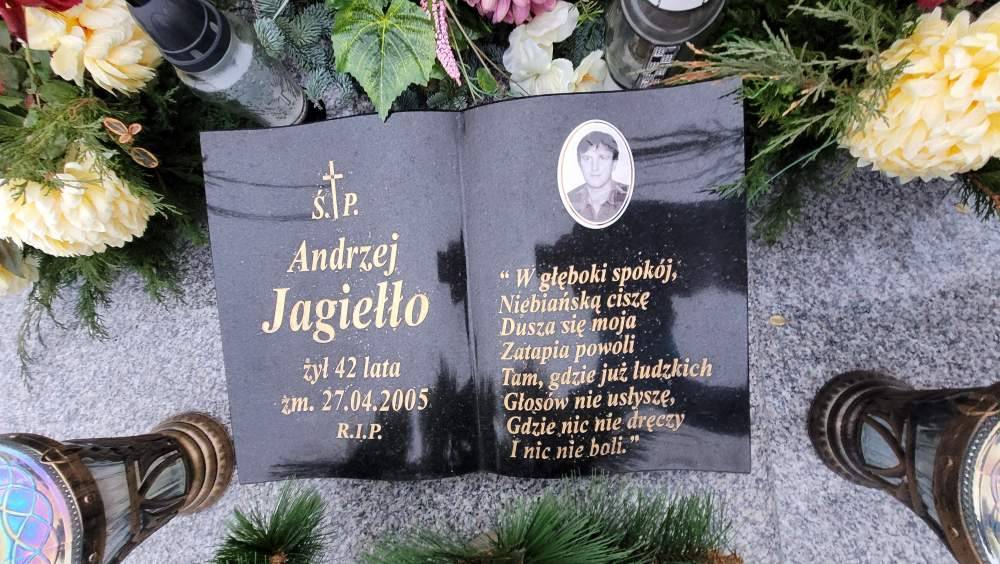 Ś.P.
Andrzej
Jagiełło
żył 42 lata
żm. 27.04.2005
R.I.P.
“ W głęboki spokój,
Niebiańską ciszę
Dusza się moja
Zatapia powoli
Tam, gdzie już ludzkich
Głosów nie usłyszę,
Gdzie nic nie dręczy
I nic nie boli.”